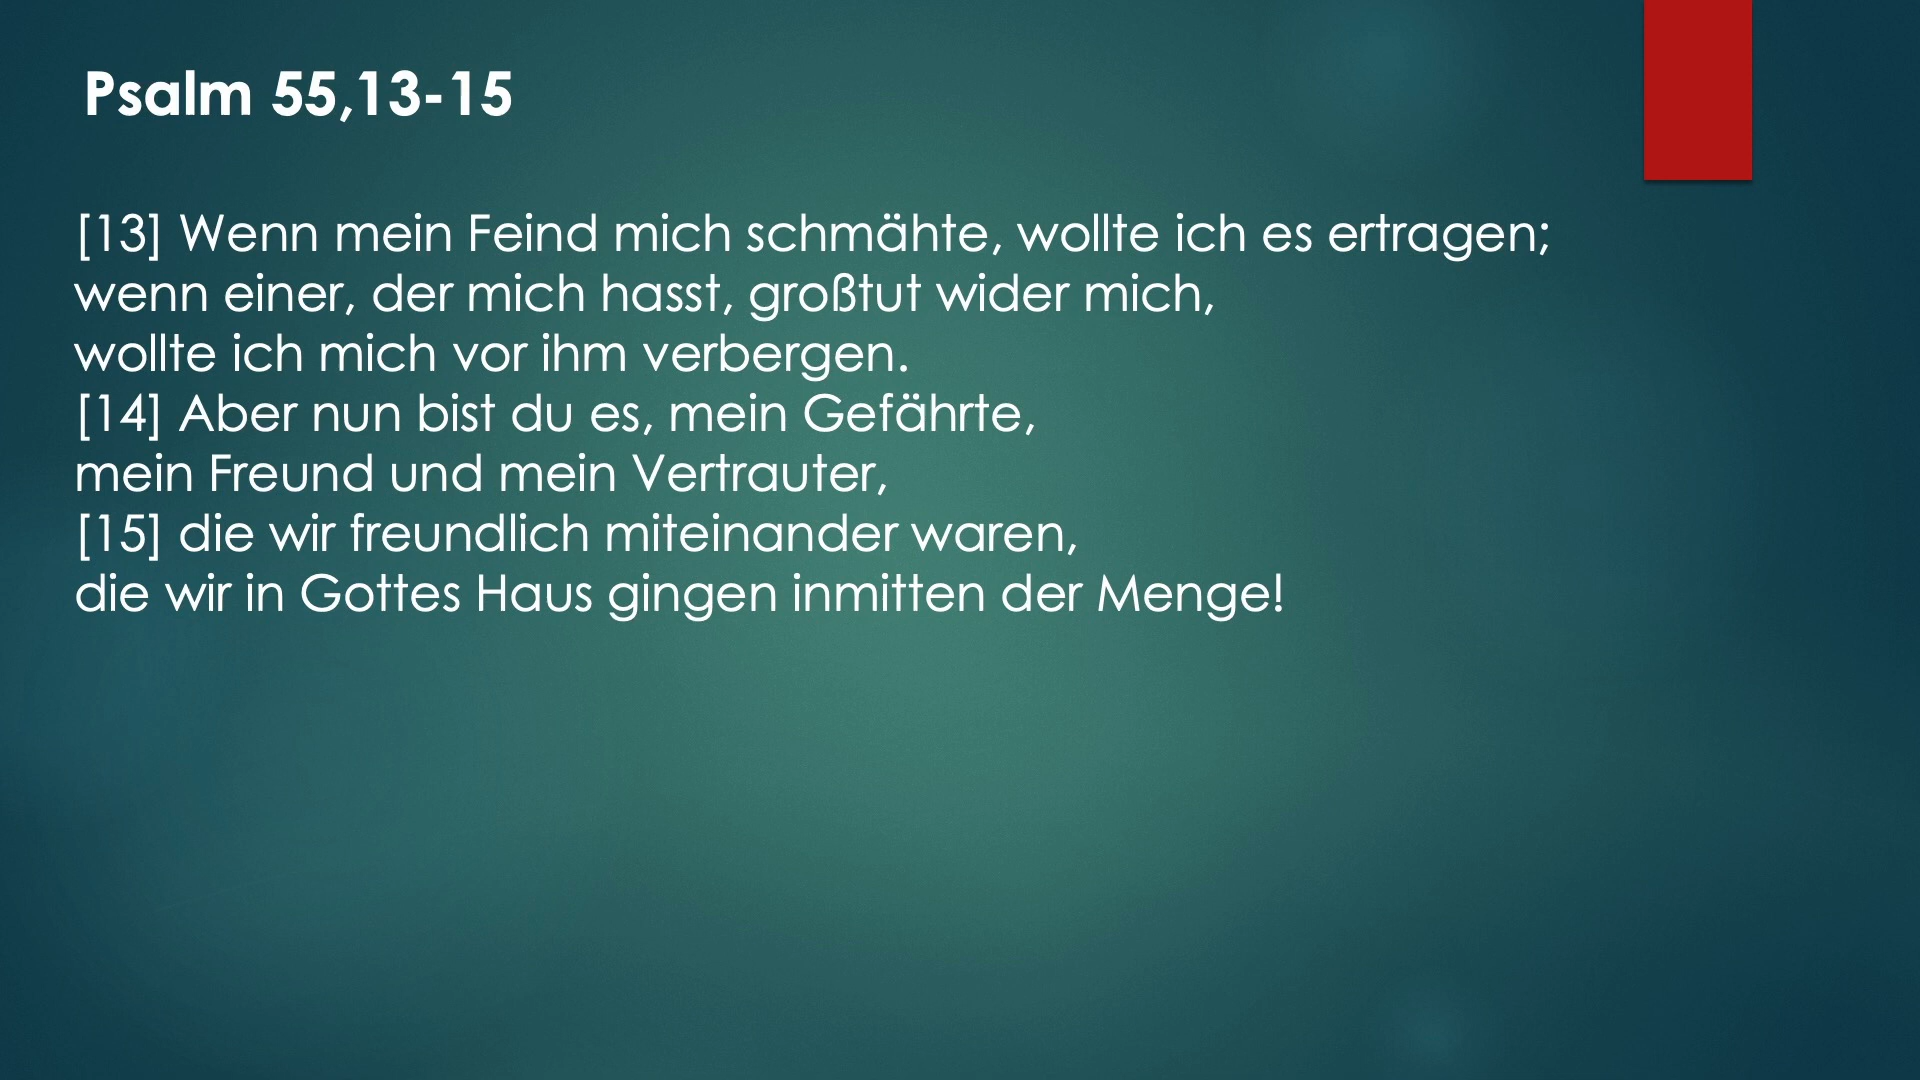 Psalm 55,13-15
[13] Wenn mein Feind mich schmähte, wollte ich es ertragen;
wenn einer, der mich hasst, großtut wider mich,
wollte ich mich vor ihm verbergen.
[14] Aber nun bist du es, mein Gefährte,
mein Freund und mein Vertrauter,
[15] die wir freundlich miteinander waren,
die wir in Gottes Haus gingen inmitten der Menge!